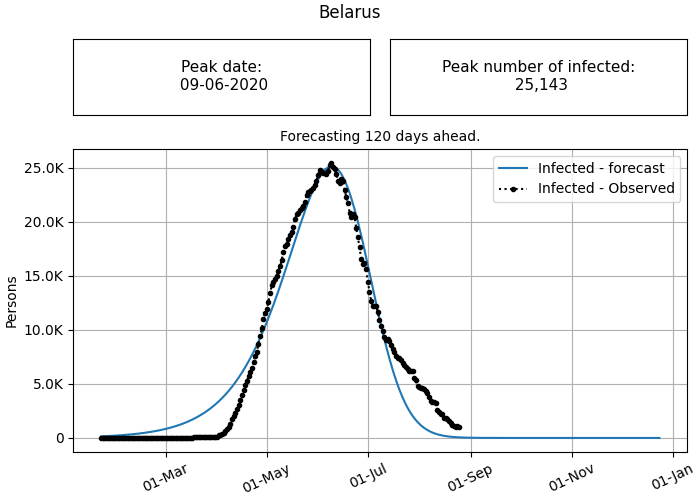 Belarus
Peak date:
09-06-2020
Peak number of infected:
25,143
Forecasting 120 days ahead.
Infected - forecast
Infected - Observed
Persons
25.0K
20.0K
15.0K
10.0K
5.0K
0
01-Mar
01-May
01-Jul
01-Sep
01-Nov
01-Jan